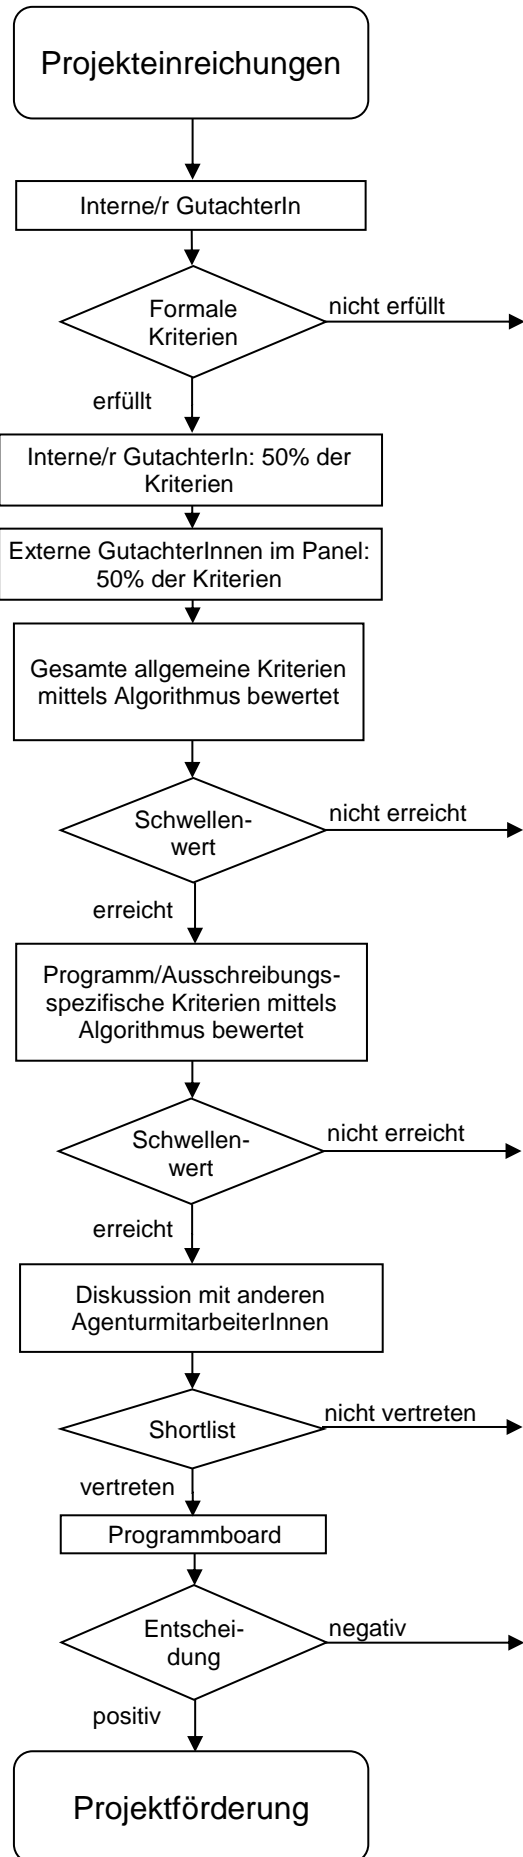 Projekteinreichungen
Interne/r GutachterIn
Formale
Kriterien
nicht erfüllt
erfüllt
Interne/r GutachterIn: 50% der
Kriterien
Externe GutachterInnen im Panel:
50% der Kriterien
Gesamte allgemeine Kriterien
mittels Algorithmus bewertet
Schwellen-
wert
nicht erreicht
erreicht
Programm/Ausschreibungs-
spezifische Kriterien mittels
Algorithmus bewertet
Schwellen-
wert
nicht erreicht
erreicht
Diskussion mit anderen
AgenturmitarbeiterInnen
Shortlist
nicht vertreten
vertreten
Programmboard
Entschei-
dung
negativ
positiv
Projektförderung